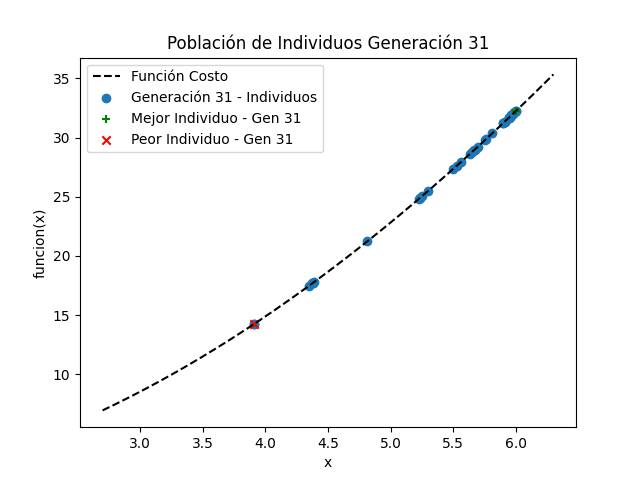 Población de Individuos Generación 31
Función Costo
Generación 31 - Individuos
Mejor Individuo - Gen 31
Peor Individuo - Gen 31
35
30
25
20
15
10
funcion(x)
3.0 3.5 4.0 4.5 5.0 5.5 6.0
x